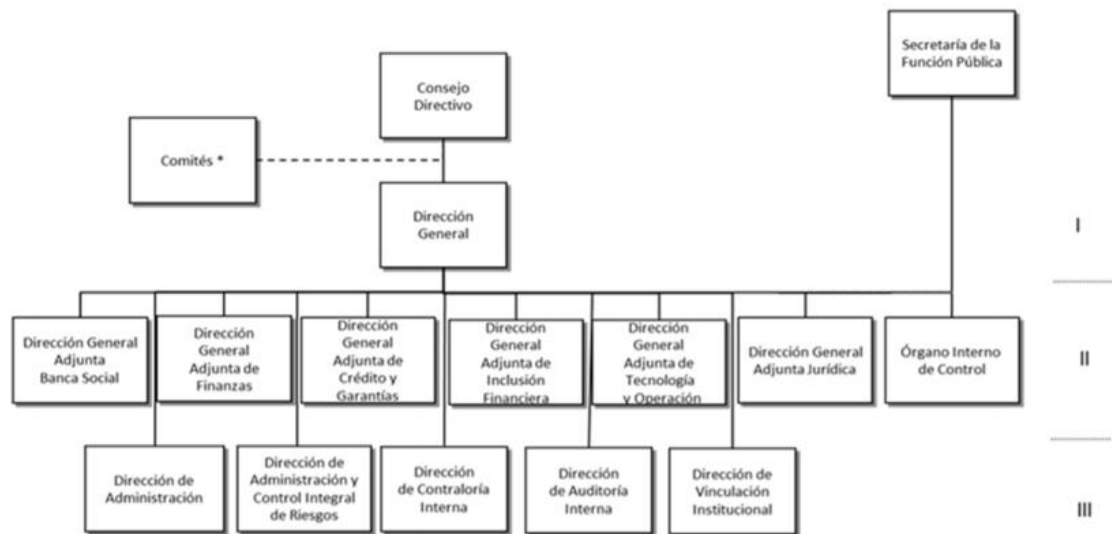 Secretaría de la
Función Pública
Consejo
Directivo
Comités *
Dirección
General
I
Dirección General
Adjunta
Banca Social
Dirección
General
Adjunta de
Finanzas
Dirección
General
Adjunta de
Crédito y
Garantías
Dirección
General
Adjunta de
Inclusión
Financiera
Dirección
General
Adjunta de
Tecnología
y Operación
Dirección General
Adjunta Jurídica
Órgano Interno
de Control
II
Dirección de
Administración
Dirección de
Administración y
Control Integral
de Riesgos
Dirección
de Contraloría
Interna
Dirección
de Auditoría
Interna
Dirección de
Vinculación
Institucional
III